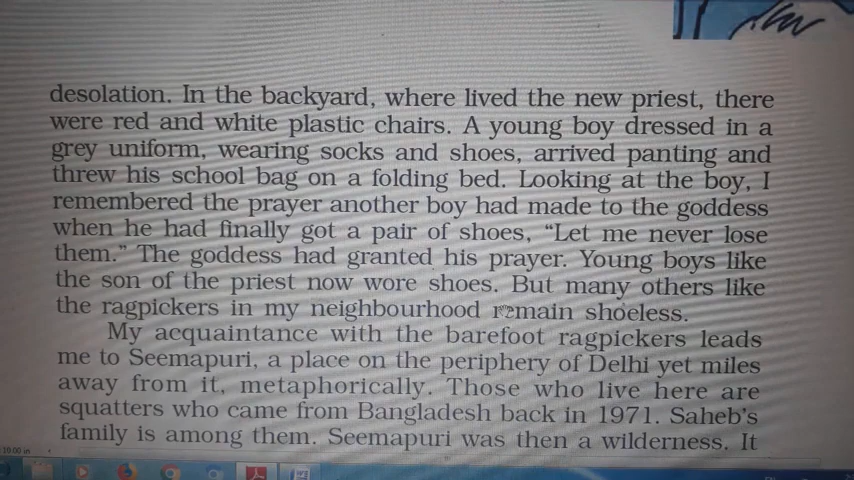 desolation. In the backyard, where lived the new priest, there
were red and white plastic chairs. A young boy dressed in a
grey uniform, wearing socks and shoes, arrived panting and
threw his school bag on a folding bed. Looking at the boy, I
remembered the prayer another boy had made to the goddess
when he had finally got a pair of shoes, “Let me never lose
them.” The goddess had granted his prayer. Young boys like
the son of the priest now wore shoes. But many others like
the ragpickers in my neighbourhood remain shoeless.
My acquaintance with the barefoot ragpickers leads
me to Seemapuri, a place on the periphery of Delhi yet miles
away from it, metaphorically. Those who live here are
squatters who came from Bangladesh back in 1971. Saheb’s
family is among them. Seemapuri was then a wilderness. It
10.00 in